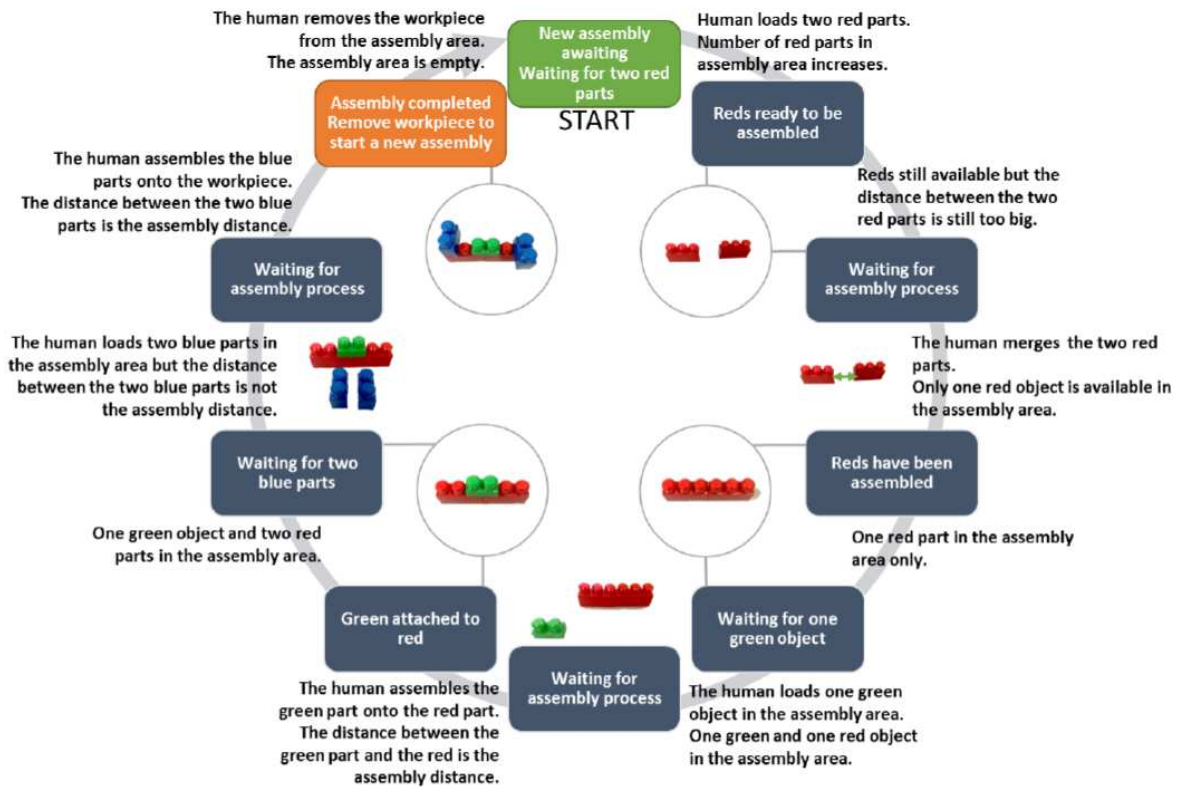 New assembly
awaiting
Waiting for two red
parts
START
Human loads two red parts.
Number of red parts in
assembly area increases.
Reds ready to be
assembled
Reds still available but the
distance between the two
red parts is still too big.
Waiting for
assembly process
The human merges the two red
parts.
Only one red object is available in
the assembly area.
Reds have been
assembled
One red part in the assembly
area only.
Waiting for one
green object
The human loads one green
object in the assembly area.
One green and one red object
in the assembly area.
Waiting for
assembly process
The human assembles the
green part onto the red part.
The distance between the
green part and the red is the
assembly distance.
Green attached to
red
One green object and two red
parts in the assembly area.
Waiting for two
blue parts
The human loads two blue parts in
the assembly area but the distance
between the two blue parts is not
the assembly distance.
Waiting for
assembly process
The human assembles the blue
parts onto the workpiece.
The distance between the two blue
parts is the assembly distance.
Assembly completed
Remove workpiece to
start a new assembly
The human removes the workpiece
from the assembly area.
The assembly area is empty.